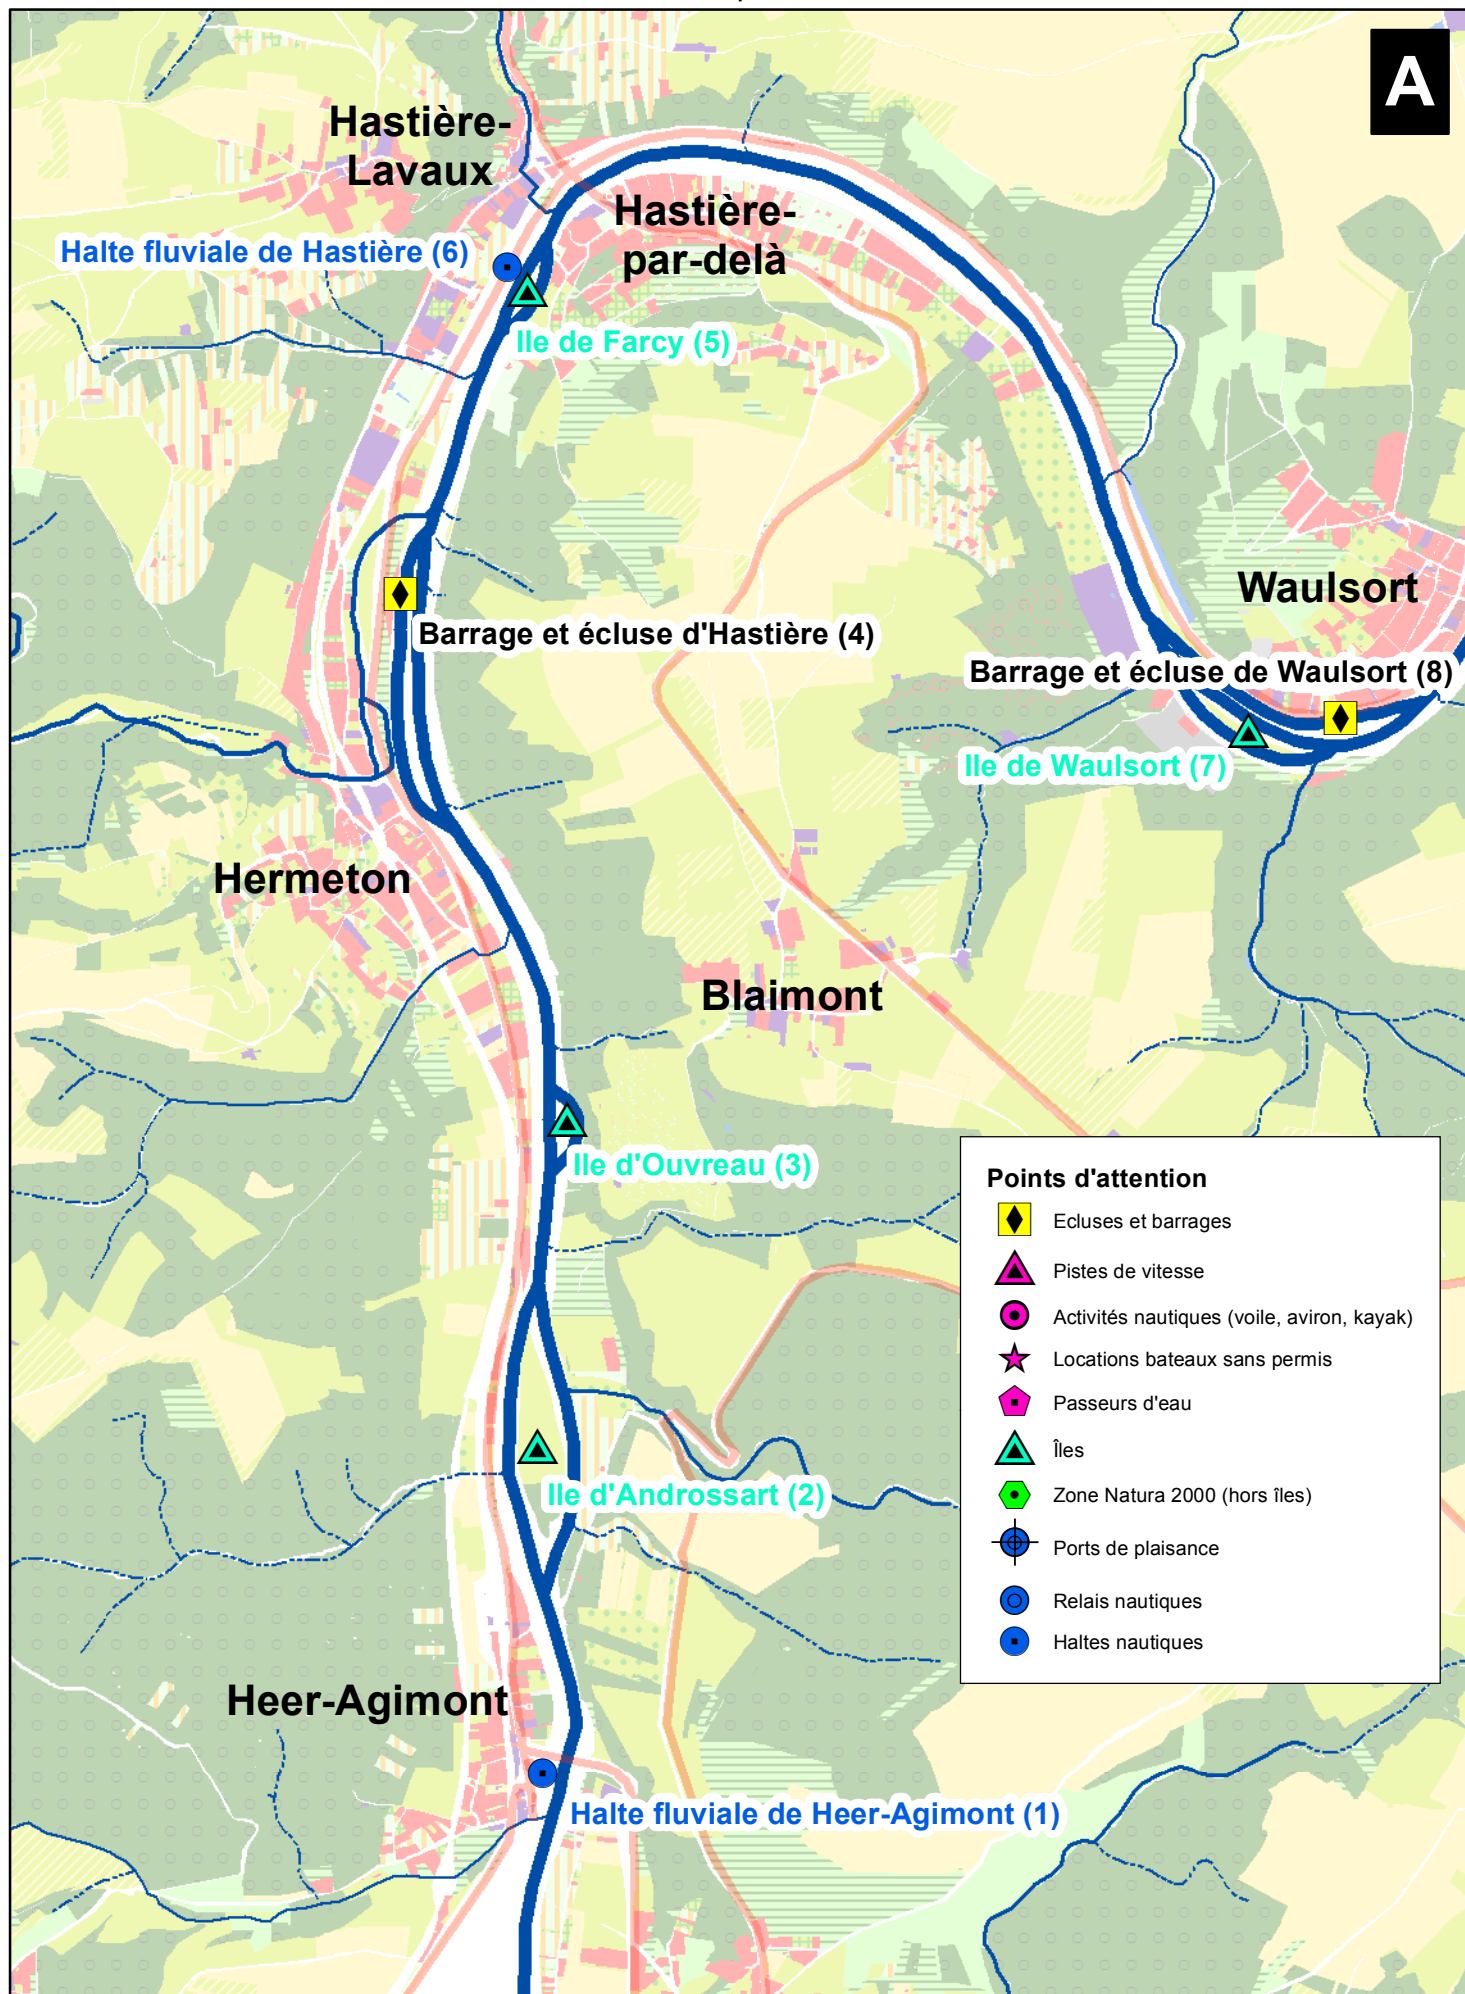 A
Hastière-
Lavaux
Hastière-
par-delà
Halte fluviale de Hastière (6)
Ile de Farcy (5)
Waulsort
Barrage et écluse d'Hastière (4)
Barrage et écluse de Waulsort (8)
Ile de Waulsort (7)
Hermeton
Blaimont
Ile d'Ouvreau (3)
Points d'attention
Ecluses et barrages
Pistes de vitesse
Activités nautiques (voile, aviron, kayak)
Locations bateaux sans permis
Passeurs d'eau
Îles
Zone Natura 2000 (hors îles)
Ports de plaisance
Relais nautiques
Haltes nautiques
Ile d'Androssart (2)
Heer-Agimont
Halte fluviale de Heer-Agimont (1)